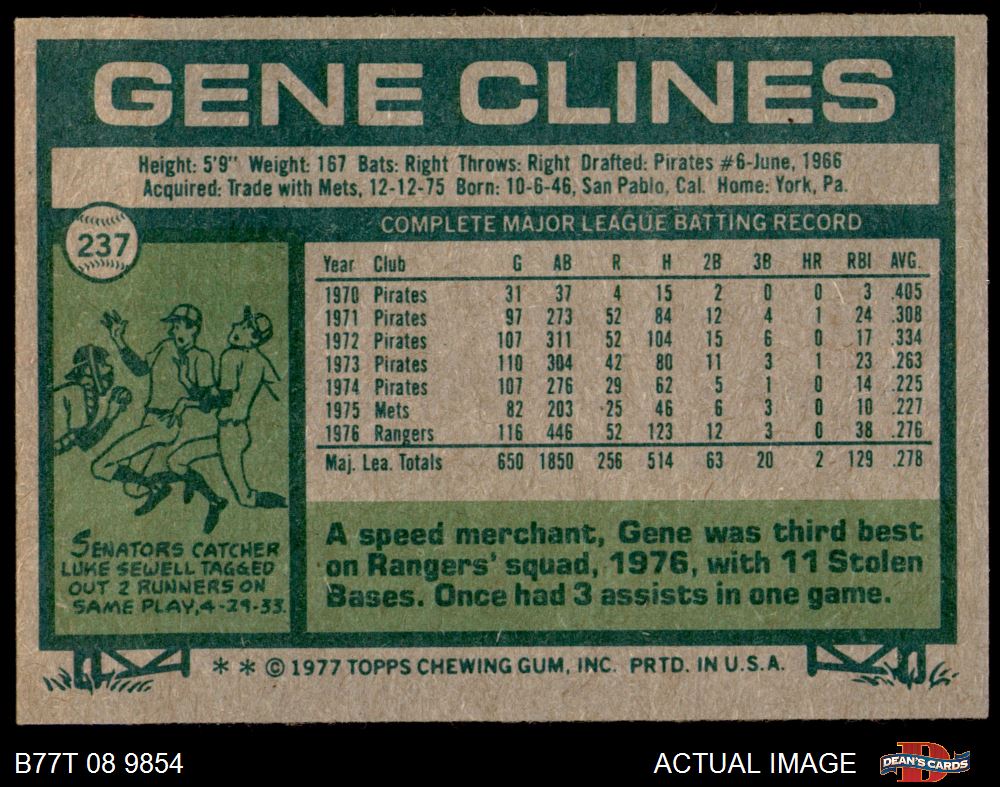 GENE CLINES
Height: 5'9" Weight: 167 Bats: Right Throws: Right Drafted: Pirates #6-June, 1966
Acquired: Trade with Mets, 12-12-75 Born: 10-6-46, San Pablo, Cal. Home: York, Pa.
237
COMPLETE MAJOR LEAGUE BATTING RECORD
Year Club G AB R H 2B 3B HR RBI AVG.
1970 Pirates 31 37 4 15 2 0 0 3 .405
1971 Pirates 97 273 52 84 12 4 1 24 .308
1972 Pirates 107 311 52 104 15 6 0 17 .334
1973 Pirates 110 304 42 80 11 3 1 23 .263
1974 Pirates 107 276 29 62 5 1 0 14 .225
1975 Mets 82 203 25 46 6 3 0 10 .227
1976 Rangers 116 446 52 123 12 3 0 38 .276
Maj. Lea. Totals 650 1850 256 514 63 20 2 129 .278
SENATORS CATCHER
LUKE SEWELL TAGGED
OUT 2 RUNNERS ON
SAME PLAY, 4-29-33.
A speed merchant, Gene was third best
on Rangers' squad, 1976, with 11 Stolen
Bases. Once had 3 assists in one game.
* * © 1977 TOPPS CHEWING GUM, INC. PRTD. IN U.S.A.
B77T 08 9854
ACTUAL IMAGE
D
DEAN'S CARDS